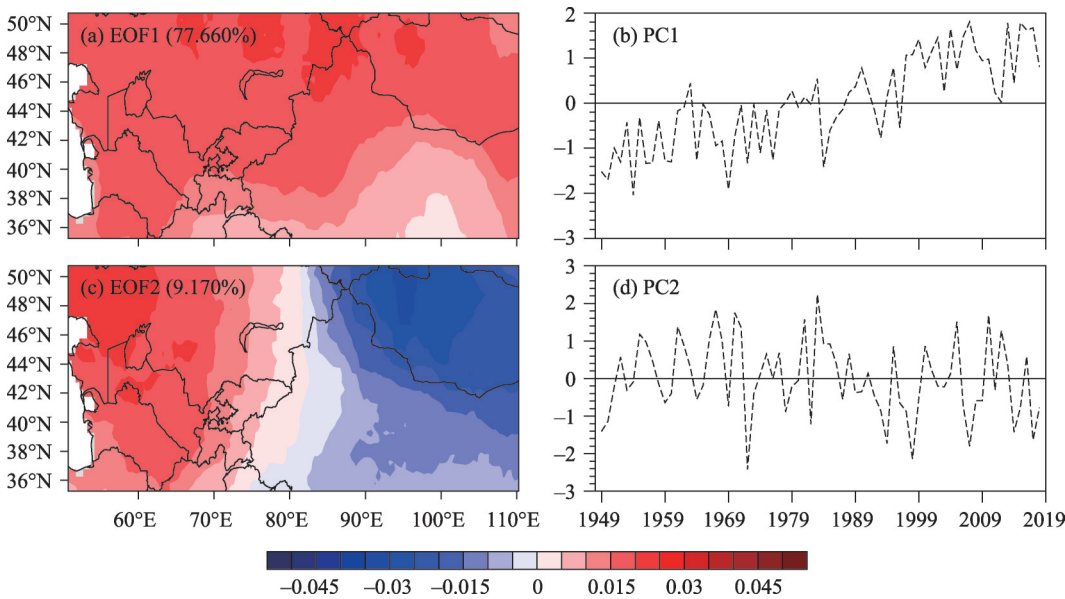 (a) EOF1 (77.660%)
50°N
48°N
46°N
44°N
42°N
40°N
38°N
36°N
(b) PC1
2
1
0
−1
−2
−3
(c) EOF2 (9.170%)
50°N
48°N
46°N
44°N
42°N
40°N
38°N
36°N
60°E 70°E 80°E 90°E 100°E 110°E
(d) PC2
3
2
1
0
−1
−2
−3
1949 1959 1969 1979 1989 1999 2009 2019
−0.045 −0.03 −0.015 0 0.015 0.03 0.045